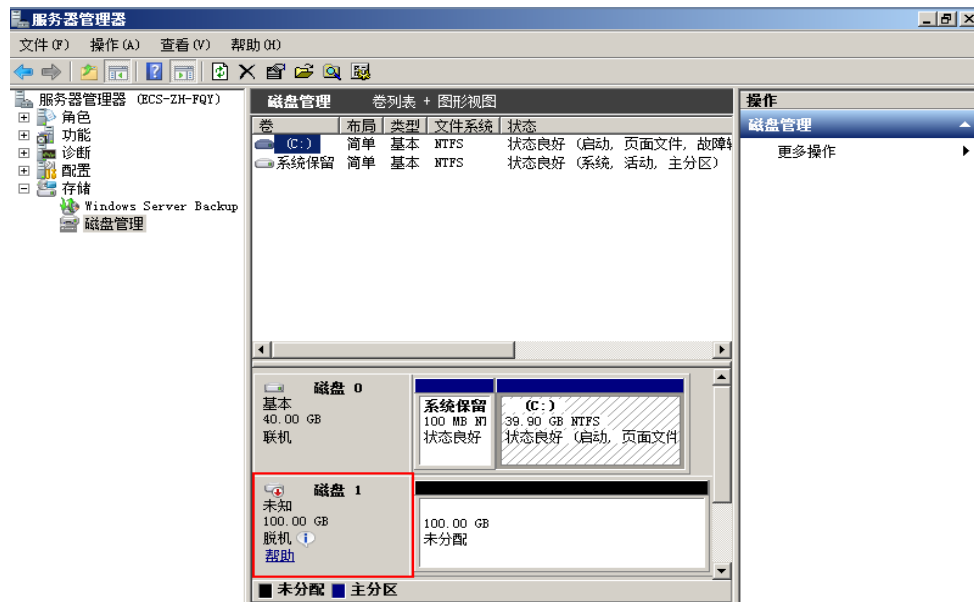 服务器管理器
文件(F) 操作(A) 查看(V) 帮助(H)
服务器管理器 (ECS-ZH-FQY)
角色
功能
诊断
配置
存储
Windows Server Backup
磁盘管理
磁盘管理 卷列表 + 图形视图
卷 布局 类型 文件系统 状态
(C:) 简单 基本 NTFS 状态良好 (启动, 页面文件, 故障转
系统保留 简单 基本 NTFS 状态良好 (系统, 活动, 主分区)
磁盘 0
基本
40.00 GB
联机
系统保留
100 MB NT
状态良好
(C:)
39.90 GB NTFS
状态良好 (启动, 页面文件
磁盘 1
未知
100.00 GB
脱机
帮助
100.00 GB
未分配
未分配 主分区
操作
磁盘管理
更多操作